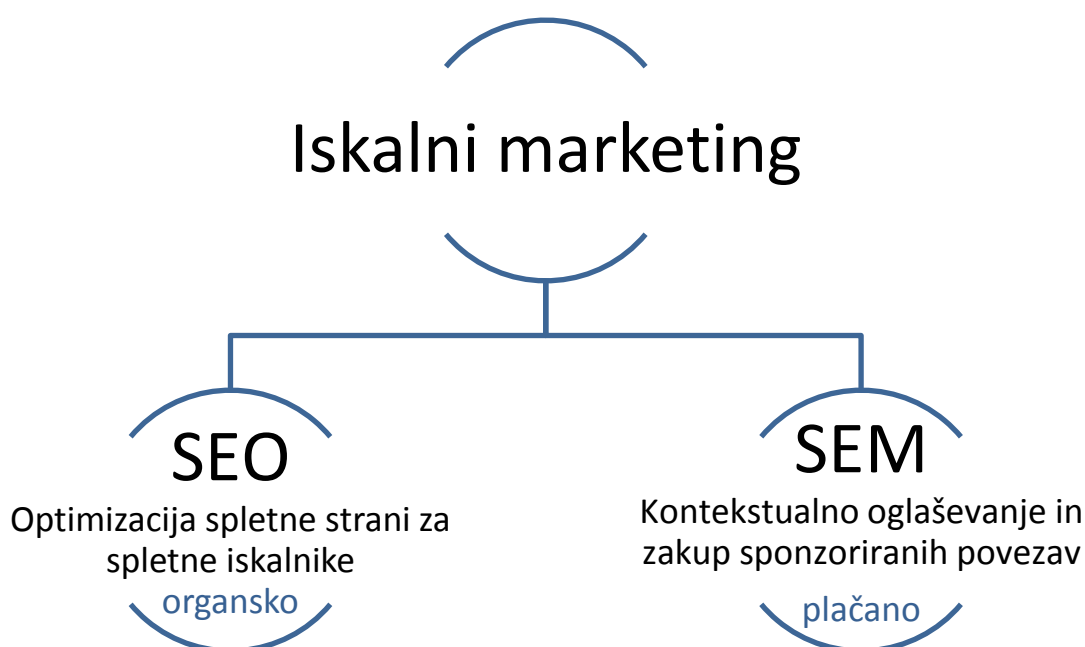 Iskalni marketing
SEO
Optimizacija spletne strani za
spletne iskalnike
organsko
SEM
Kontekstualno oglaševanje in
zakup sponzoriranih povezav
plačano